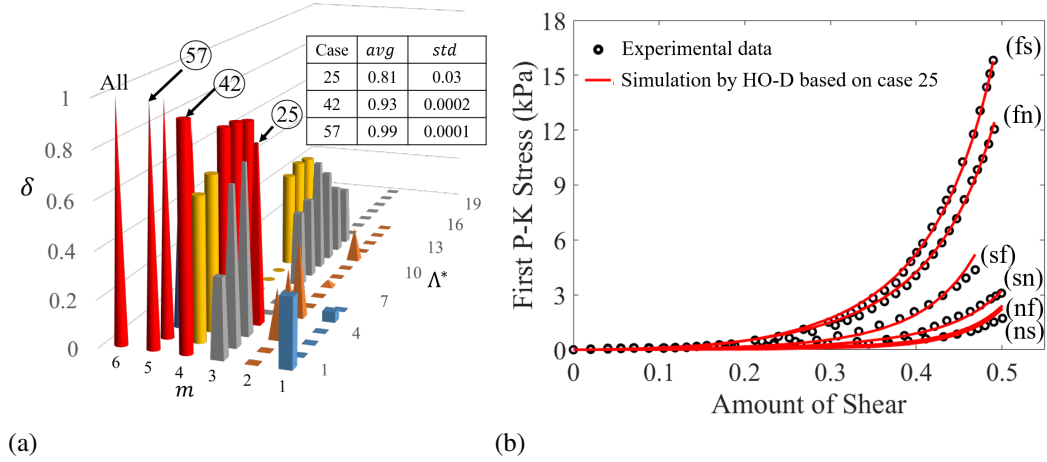 All
57
42
25
Case avg std
25 0.81 0.03
42 0.93 0.0002
57 0.99 0.0001
1
0.8
0.6
0.4
0.2
0
δ
6
5
4
3
2
1
m
1
4
7
10
13
16
19
Λ*
(a)
First P-K Stress (kPa)
18
15
12
9
6
3
0
Experimental data
Simulation by HO-D based on case 25
(fs)
(fn)
(sf)
(sn)
(nf)
(ns)
0 0.1 0.2 0.3 0.4 0.5
Amount of Shear
(b)